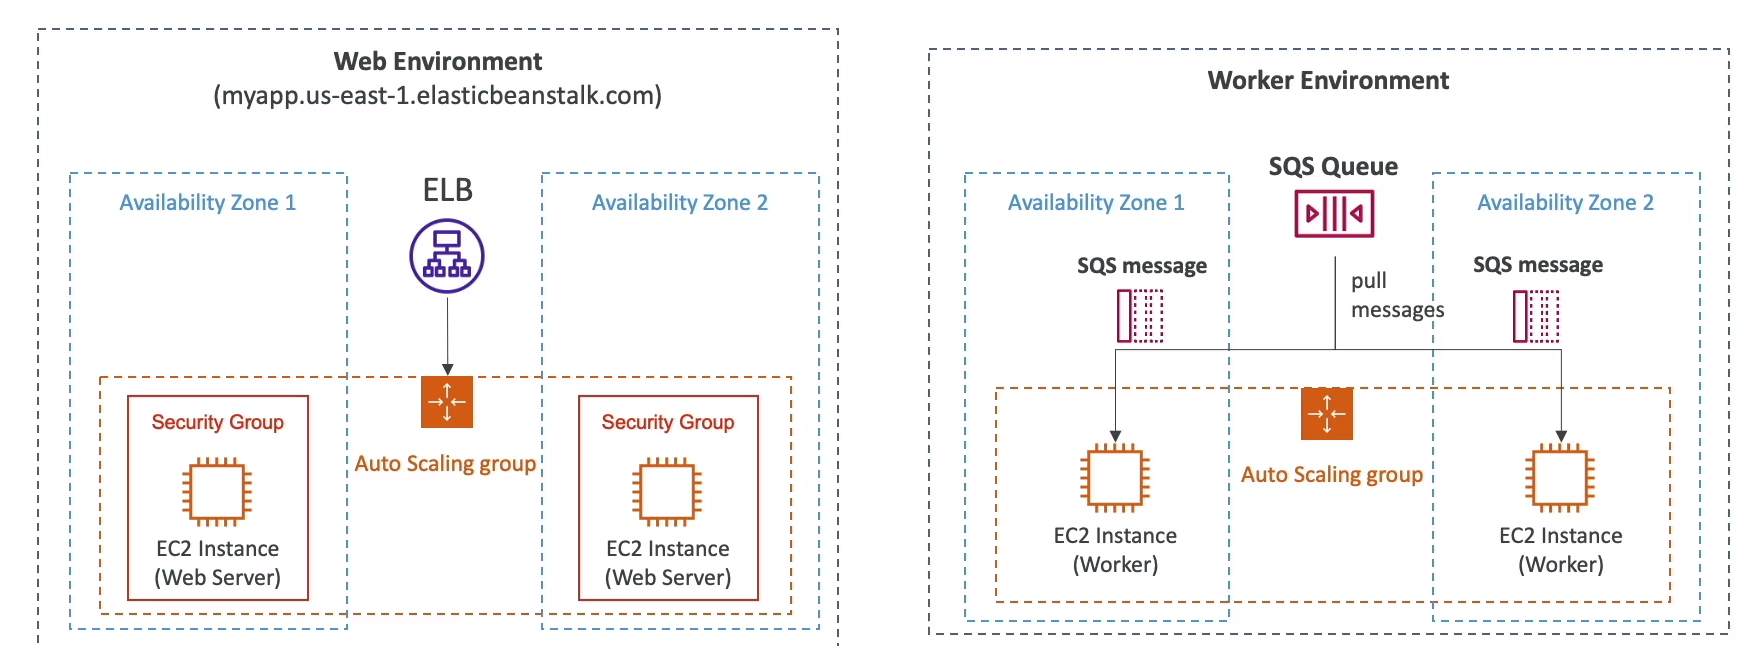 Web Environment
(myapp.us-east-1.elasticbeanstalk.com)
Availability Zone 1
ELB
Availability Zone 2
Security Group
Auto Scaling group
Security Group
EC2 Instance
(Web Server)
EC2 Instance
(Web Server)
Worker Environment
SQS Queue
Availability Zone 1
Availability Zone 2
SQS message
pull
messages
SQS message
Auto Scaling group
EC2 Instance
(Worker)
EC2 Instance
(Worker)